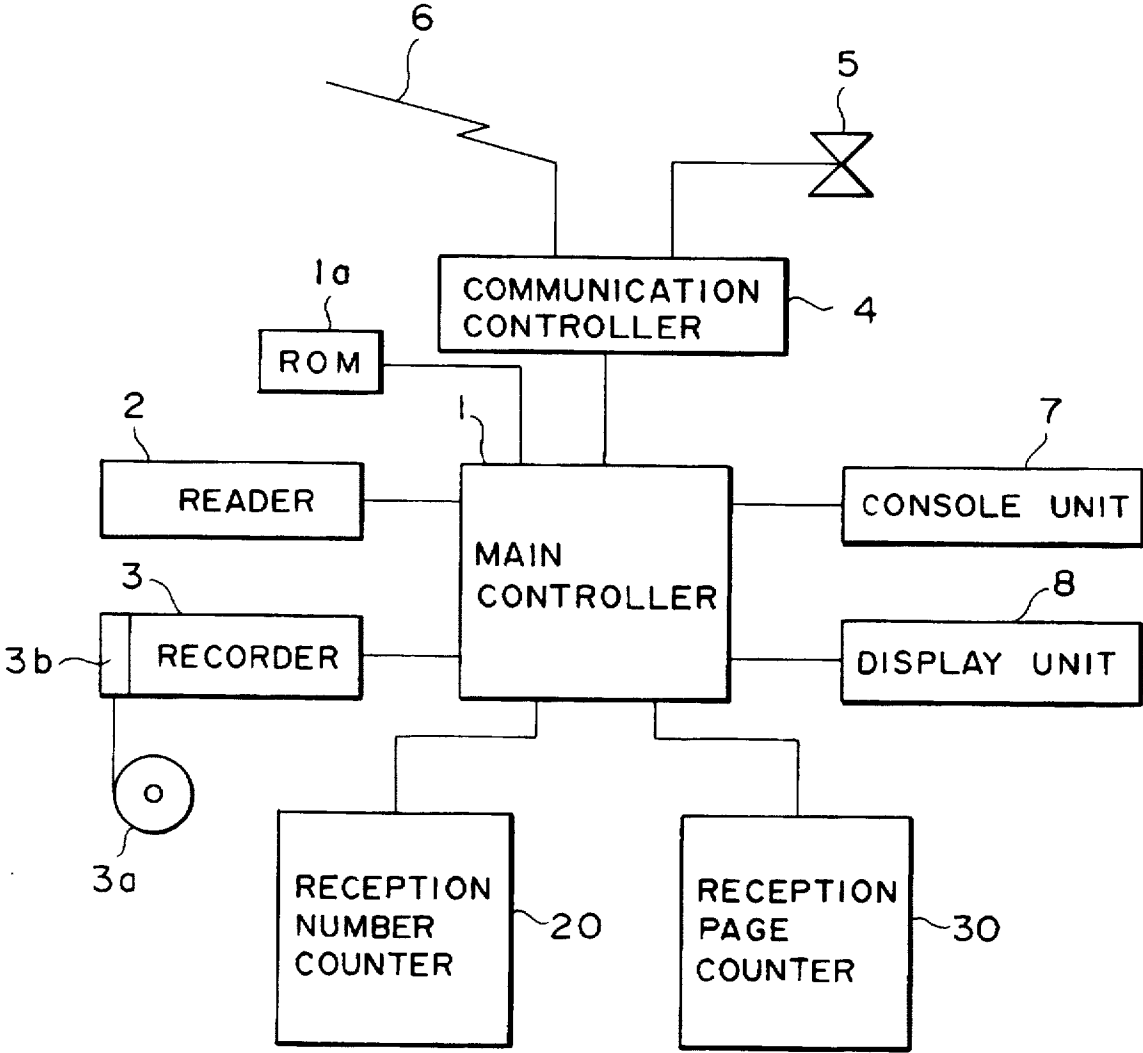 6
5
COMMUNICATION
CONTROLLER
4
1a
ROM
2
READER
1
7
CONSOLE UNIT
MAIN
CONTROLLER
3
3b
RECORDER
8
DISPLAY UNIT
3a
RECEPTION
NUMBER
COUNTER
20
RECEPTION
PAGE
COUNTER
30